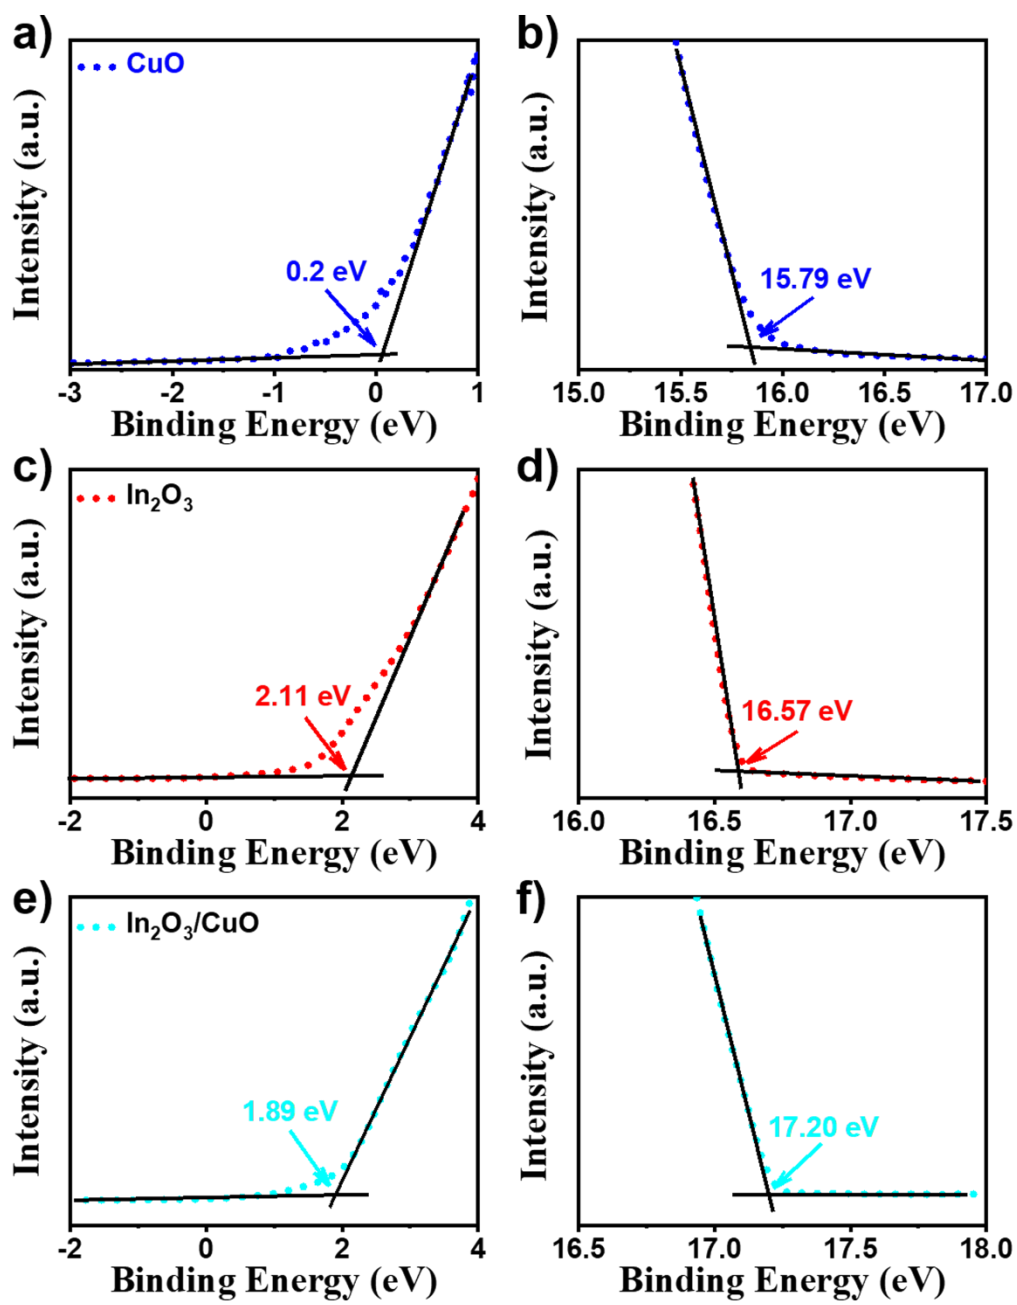 a)
CuO
0.2 eV
Intensity (a.u.)
-3 -2 -1 0 1
Binding Energy (eV)
b)
15.79 eV
Intensity (a.u.)
15.0 15.5 16.0 16.5 17.0
Binding Energy (eV)
c)
In₂O₃
2.11 eV
Intensity (a.u.)
-2 0 2 4
Binding Energy (eV)
d)
16.57 eV
Intensity (a.u.)
16.0 16.5 17.0 17.5
Binding Energy (eV)
e)
In₂O₃/CuO
1.89 eV
Intensity (a.u.)
-2 0 2 4
Binding Energy (eV)
f)
17.20 eV
Intensity (a.u.)
16.5 17.0 17.5 18.0
Binding Energy (eV)